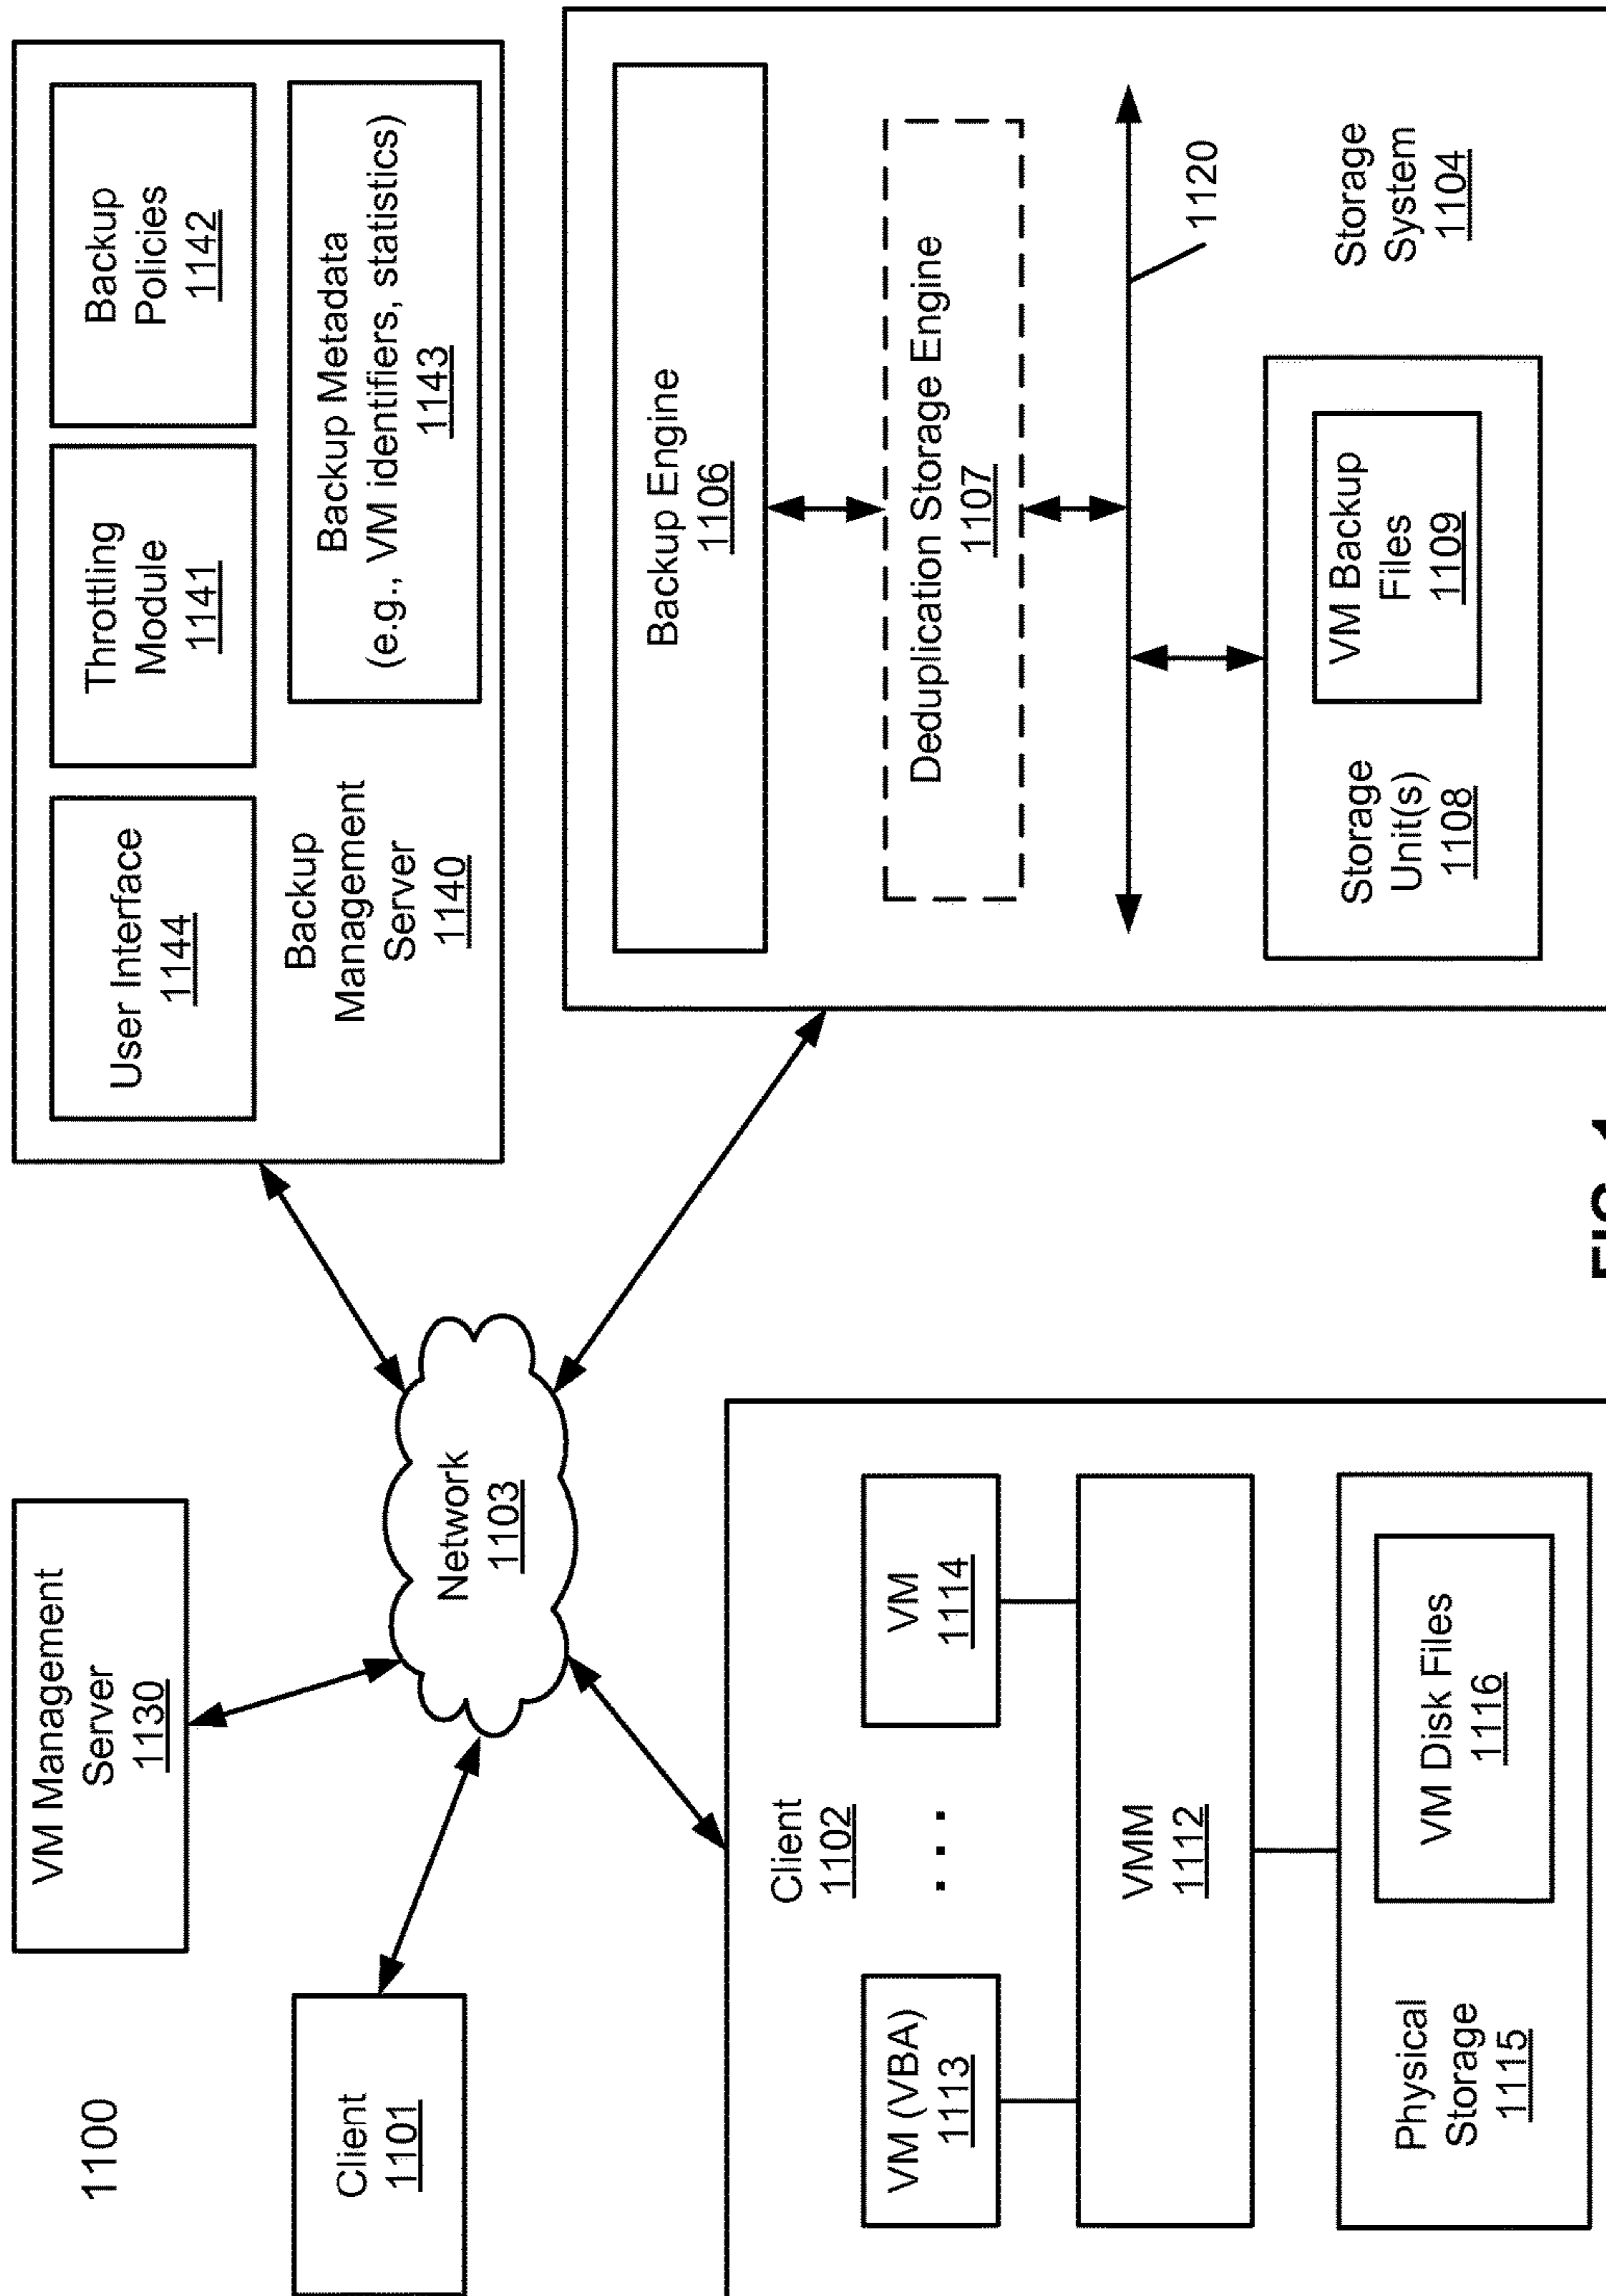 1100
VM Management
Server
1130
Client
1101
Network
1103
User Interface
1144
Throttling
Module
1141
Backup
Policies
1142
Backup
Management
Server
1140
Backup Metadata
(e.g., VM identifiers, statistics)
1143
Client
1102
VM (VBA)
1113
. . .
VM
1114
VMM
1112
Physical
Storage
1115
VM Disk Files
1116
Backup Engine
1106
Deduplication Storage Engine
1107
1120
Storage
Unit(s)
1108
VM Backup
Files
1109
Storage
System
1104
FIG. 1